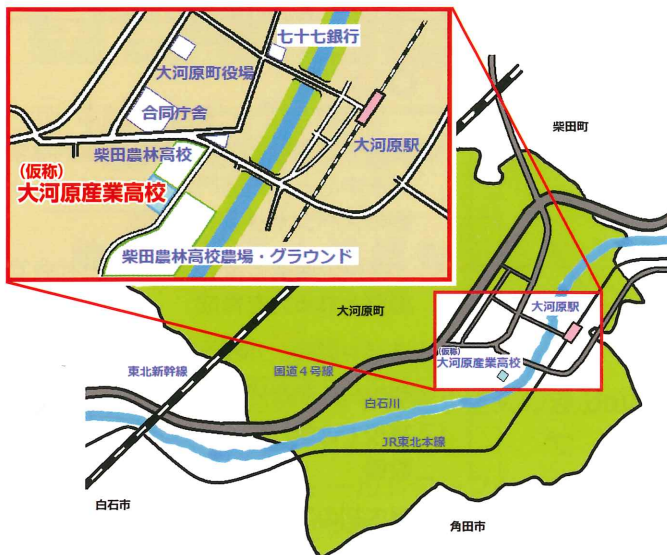 七十七銀行
大河原町役場
合同庁舎
大河原駅
柴田農林高校
(仮称)
大河原産業高校
柴田農林高校農場・グラウンド
柴田町
大河原町
大河原駅
(仮称)
大河原産業高校
東北新幹線
国道4号線
白石川
JR東北本線
白石市
角田市